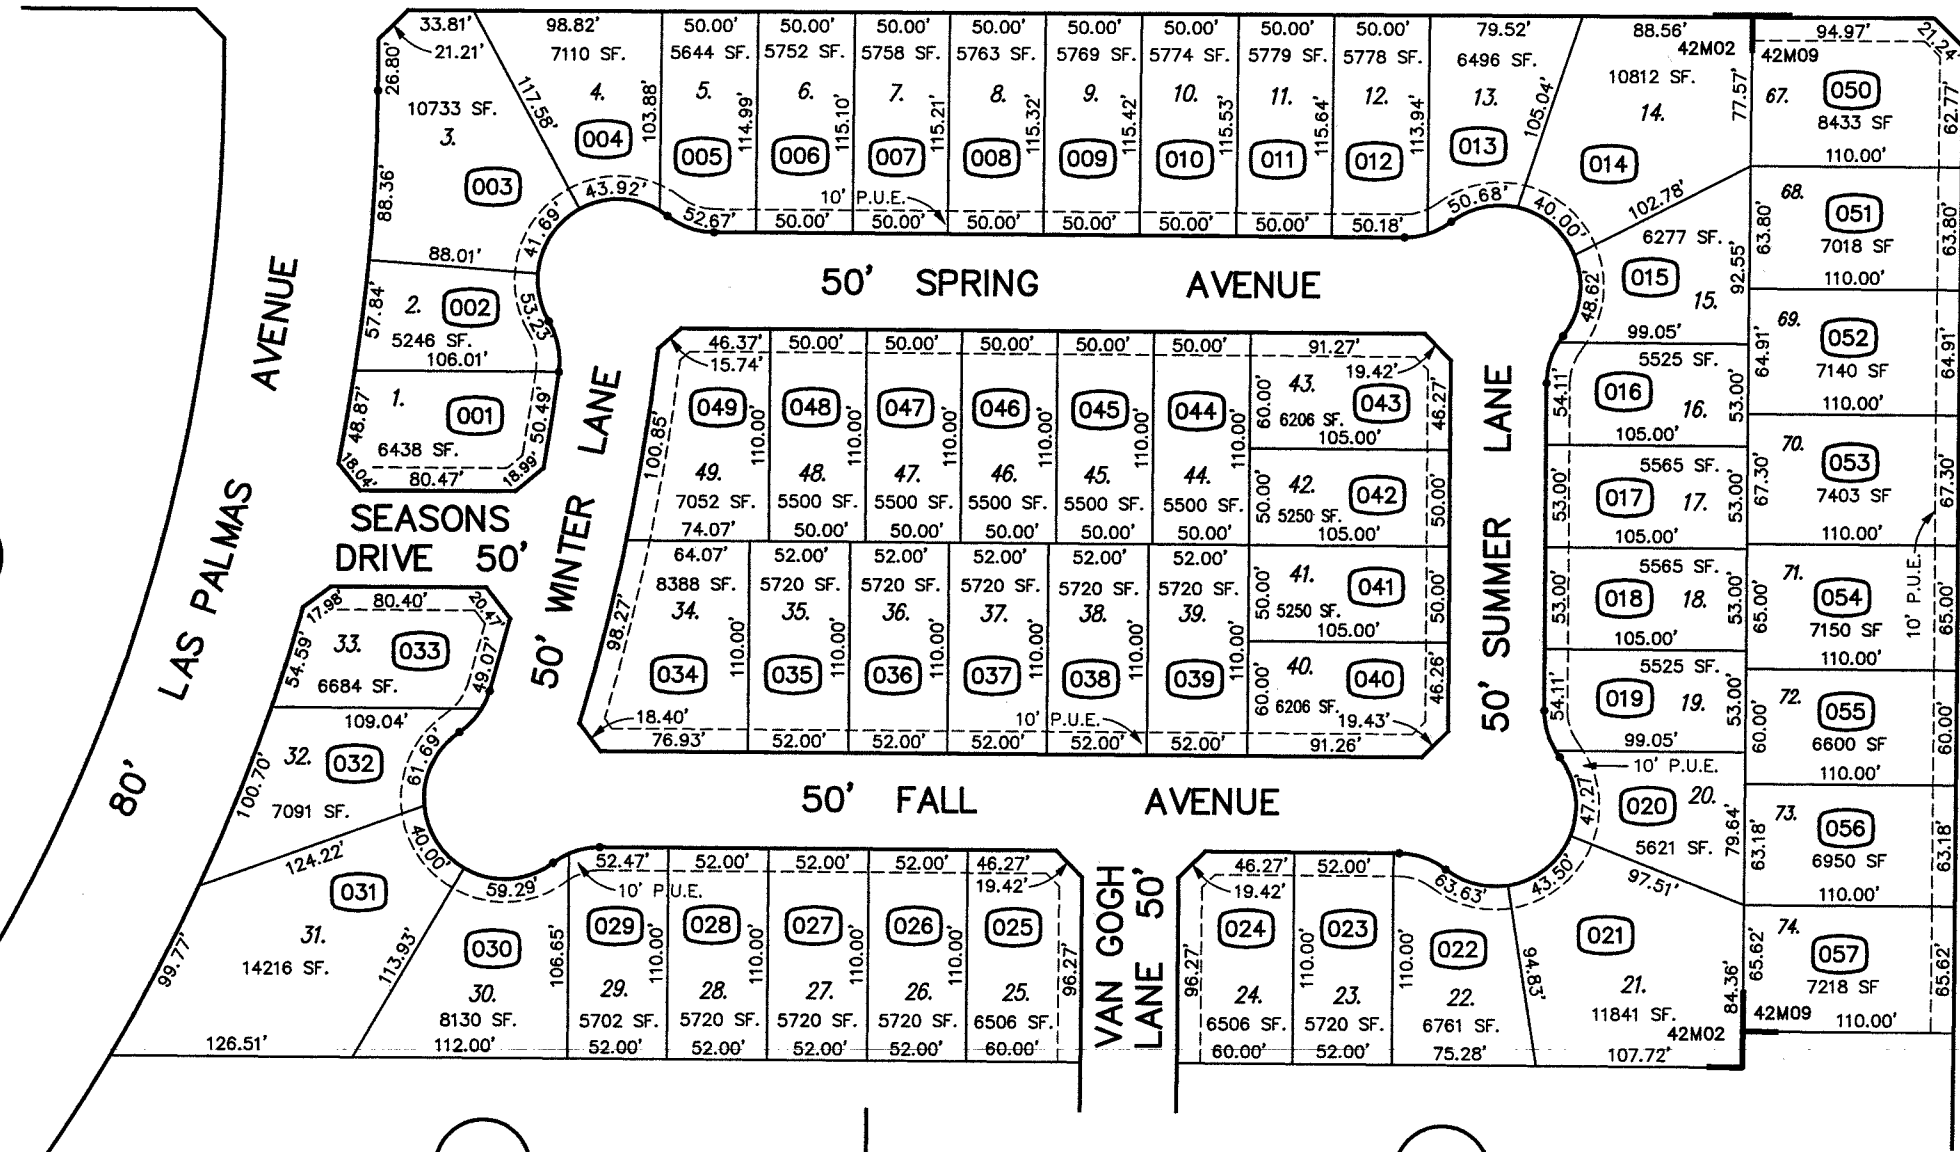 33.81' 98.82' 50.00' 50.00' 50.00' 50.00' 50.00' 50.00' 50.00' 50.00' 79.52' 88.56' 94.97' 21.24'
26.80' 21.21' 7110 SF. 5644 SF. 5752 SF. 5758 SF. 5763 SF. 5769 SF. 5774 SF. 5779 SF. 5778 SF. 6496 SF. 42M02 42M09
10733 SF. 117.58' 4. 103.88' 5. 114.99' 6. 115.10' 7. 115.21' 8. 115.32' 9. 115.42' 10. 115.53' 11. 115.64' 12. 113.94' 13. 105.04' 10812 SF. 14. 77.57' 67. 050 62.77'
3. 004 005 006 007 008 009 010 011 012 013 014 8433 SF
88.36' 003 110.00'
41.69' 43.92' 52.67' 50.00' 50.00' 10' P.U.E. 50.00' 50.00' 50.00' 50.00' 50.18' 50.68' 40.00' 102.78' 68. 051
63.80' 7018 SF 63.80'
88.01' 6277 SF. 110.00'
57.84' 2. 002 53.23' 50' SPRING AVENUE 48.62' 015 15. 92.55'
5246 SF. 99.05' 69. 052
106.01' 64.91' 7140 SF 64.91'
110.00'
46.37' 50.00' 50.00' 50.00' 50.00' 50.00' 91.27'
15.74' 19.42' 5525 SF.
1. 001 50.49' 48.87' 049 048 047 046 045 044 60.00' 43. 043 46.27' 54.11' 016 16. 53.00'
6438 SF. 100.85' 110.00' 110.00' 110.00' 110.00' 110.00' 110.00' 6206 SF. 105.00' 105.00'
18.04' 80.47' 18.99' 49. 48. 47. 46. 45. 44. 50.00' 42. 042 50.00' 5565 SF. 70. 053
7052 SF. 5500 SF. 5500 SF. 5500 SF. 5500 SF. 5500 SF. 5250 SF. 53.00' 017 17. 53.00' 67.30' 7403 SF 67.30'
74.07' 50.00' 50.00' 50.00' 50.00' 50.00' 105.00' 105.00' 110.00'
SEASONS
DRIVE 50'
LAS PALMAS AVENUE
80'
50' WINTER LANE
50' SUMMER LANE
64.07' 52.00' 52.00' 52.00' 52.00' 52.00'
8388 SF. 5720 SF. 5720 SF. 5720 SF. 5720 SF. 5720 SF. 50.00' 41. 041 50.00' 5565 SF. 71. 054
34. 35. 36. 37. 38. 39. 5250 SF. 53.00' 018 18. 53.00' 65.00' 7150 SF 65.00'
98.27' 110.00' 110.00' 110.00' 110.00' 110.00' 105.00' 105.00' 110.00' 10' P.U.E.
034 035 036 037 038 039 60.00' 40. 040 46.26' 5525 SF. 72. 055
6206 SF. 54.11' 019 19. 53.00' 60.00' 6600 SF 60.00'
18.40' 10' P.U.E. 19.43' 99.05' 110.00'
76.93' 52.00' 52.00' 52.00' 52.00' 52.00' 91.26'
17.98' 80.40' 20.47'
54.59' 33. 033 49.07'
6684 SF.
109.04'
100.70' 32. 032 61.69'
7091 SF.
50' FALL AVENUE
10' P.U.E.
47.27' 020 20. 79.64'
5621 SF.
73. 056
63.18' 6950 SF 63.18'
110.00'
124.22' 40.00' 59.29' 52.47' 52.00' 52.00' 52.00' 46.27' 46.27' 52.00' 63.63' 43.50' 97.51'
10' P.U.E. 19.42' 19.42'
031 030 029 028 027 026 025 024 023 022 021
99.77' 31. 113.93' 106.65' 110.00' 110.00' 110.00' 110.00' 96.27' VAN GOGH 96.27' 110.00' 110.00' 94.83' 84.36'
14216 SF. LANE 50'
30. 29. 28. 27. 26. 25. 24. 23. 22. 21.
8130 SF. 5702 SF. 5720 SF. 5720 SF. 5720 SF. 6506 SF. 6506 SF. 5720 SF. 6761 SF. 11841 SF.
126.51' 112.00' 52.00' 52.00' 52.00' 52.00' 60.00' 60.00' 52.00' 75.28' 107.72'
74. 057
65.62' 7218 SF 65.62'
42M02 42M09 110.00'